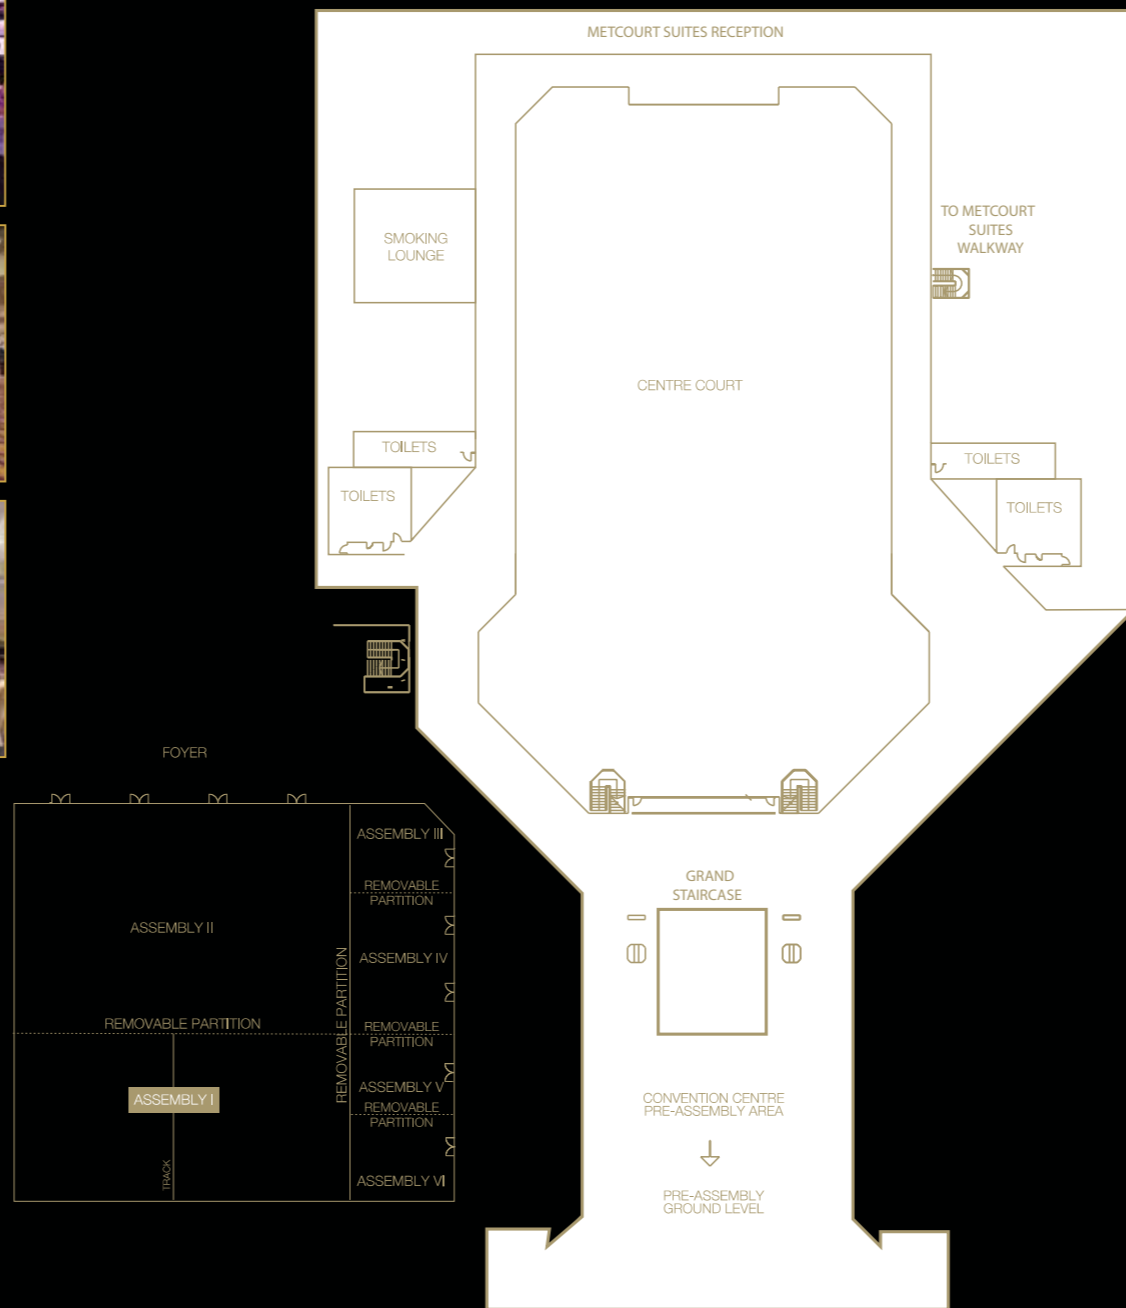 METCOURT SUITES RECEPTION
TO METCOURT
SUITES
WALKWAY
SMOKING
LOUNGE
CENTRE COURT
TOILETS
TOILETS
TOILETS
TOILETS
FOYER
ASSEMBLY III
REMOVABLE
PARTITION
ASSEMBLY II
ASSEMBLY IV
REMOVABLE PARTITION
REMOVABLE PARTITION
REMOVABLE
PARTITION
ASSEMBLY I
ASSEMBLY V
REMOVABLE
PARTITION
TRACK
ASSEMBLY VI
GRAND
STAIRCASE
CONVENTION CENTRE
PRE-ASSEMBLY AREA
PRE-ASSEMBLY
GROUND LEVEL